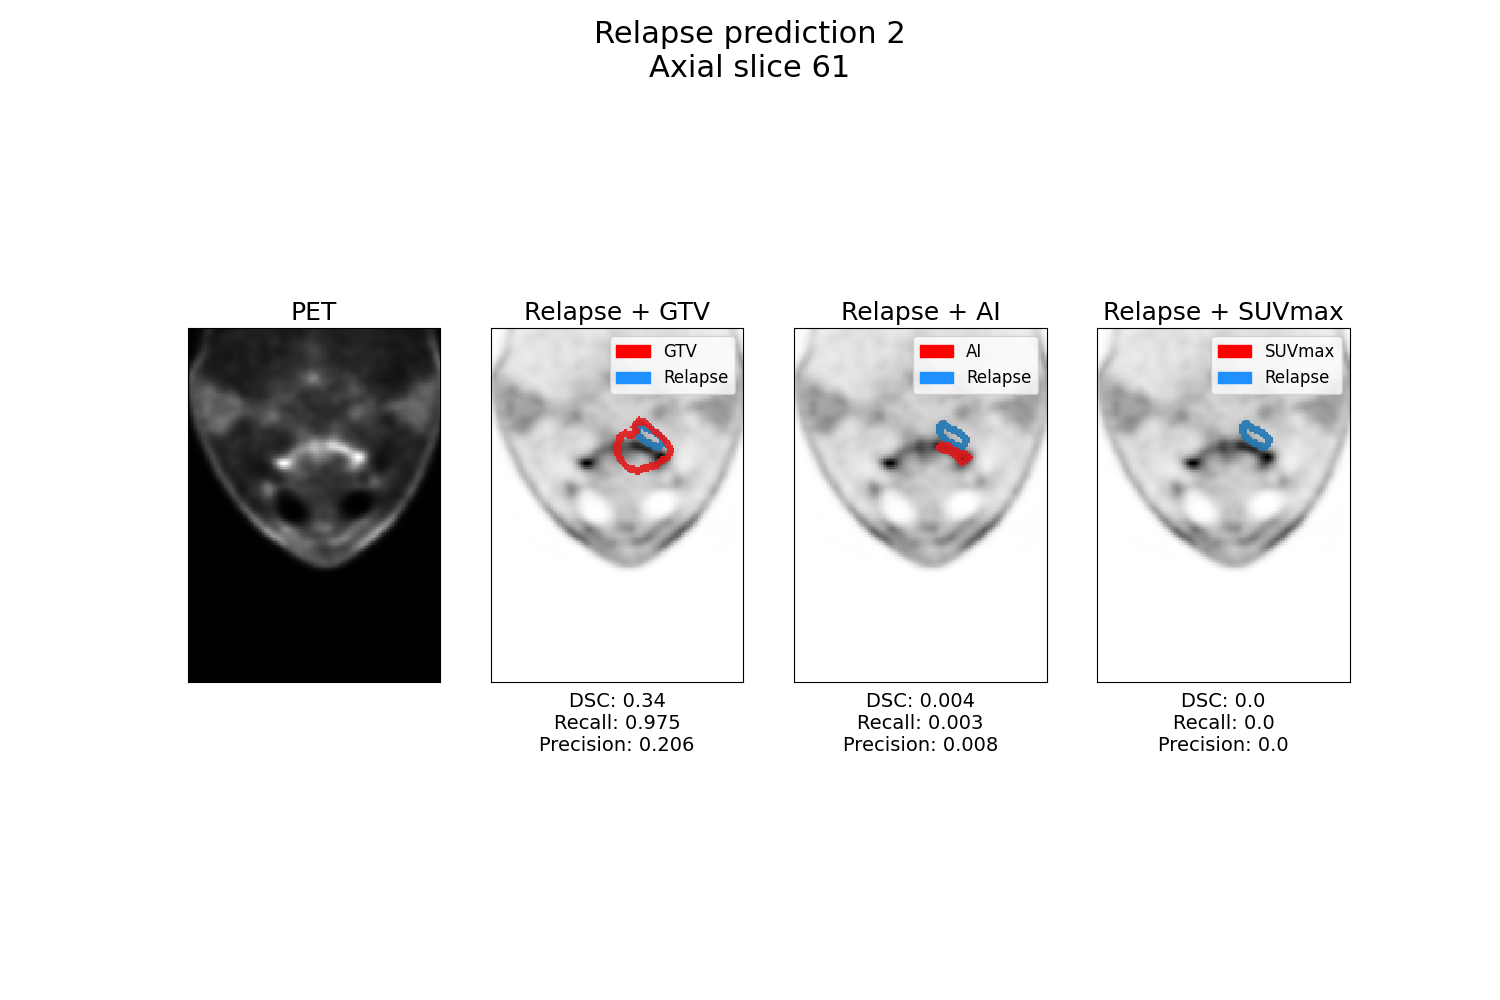 Relapse prediction 2
Axial slice 61
PET
Relapse + GTV
GTV
Relapse
DSC: 0.34
Recall: 0.975
Precision: 0.206
Relapse + AI
AI
Relapse
DSC: 0.004
Recall: 0.003
Precision: 0.008
Relapse + SUVmax
SUVmax
Relapse
DSC: 0.0
Recall: 0.0
Precision: 0.0